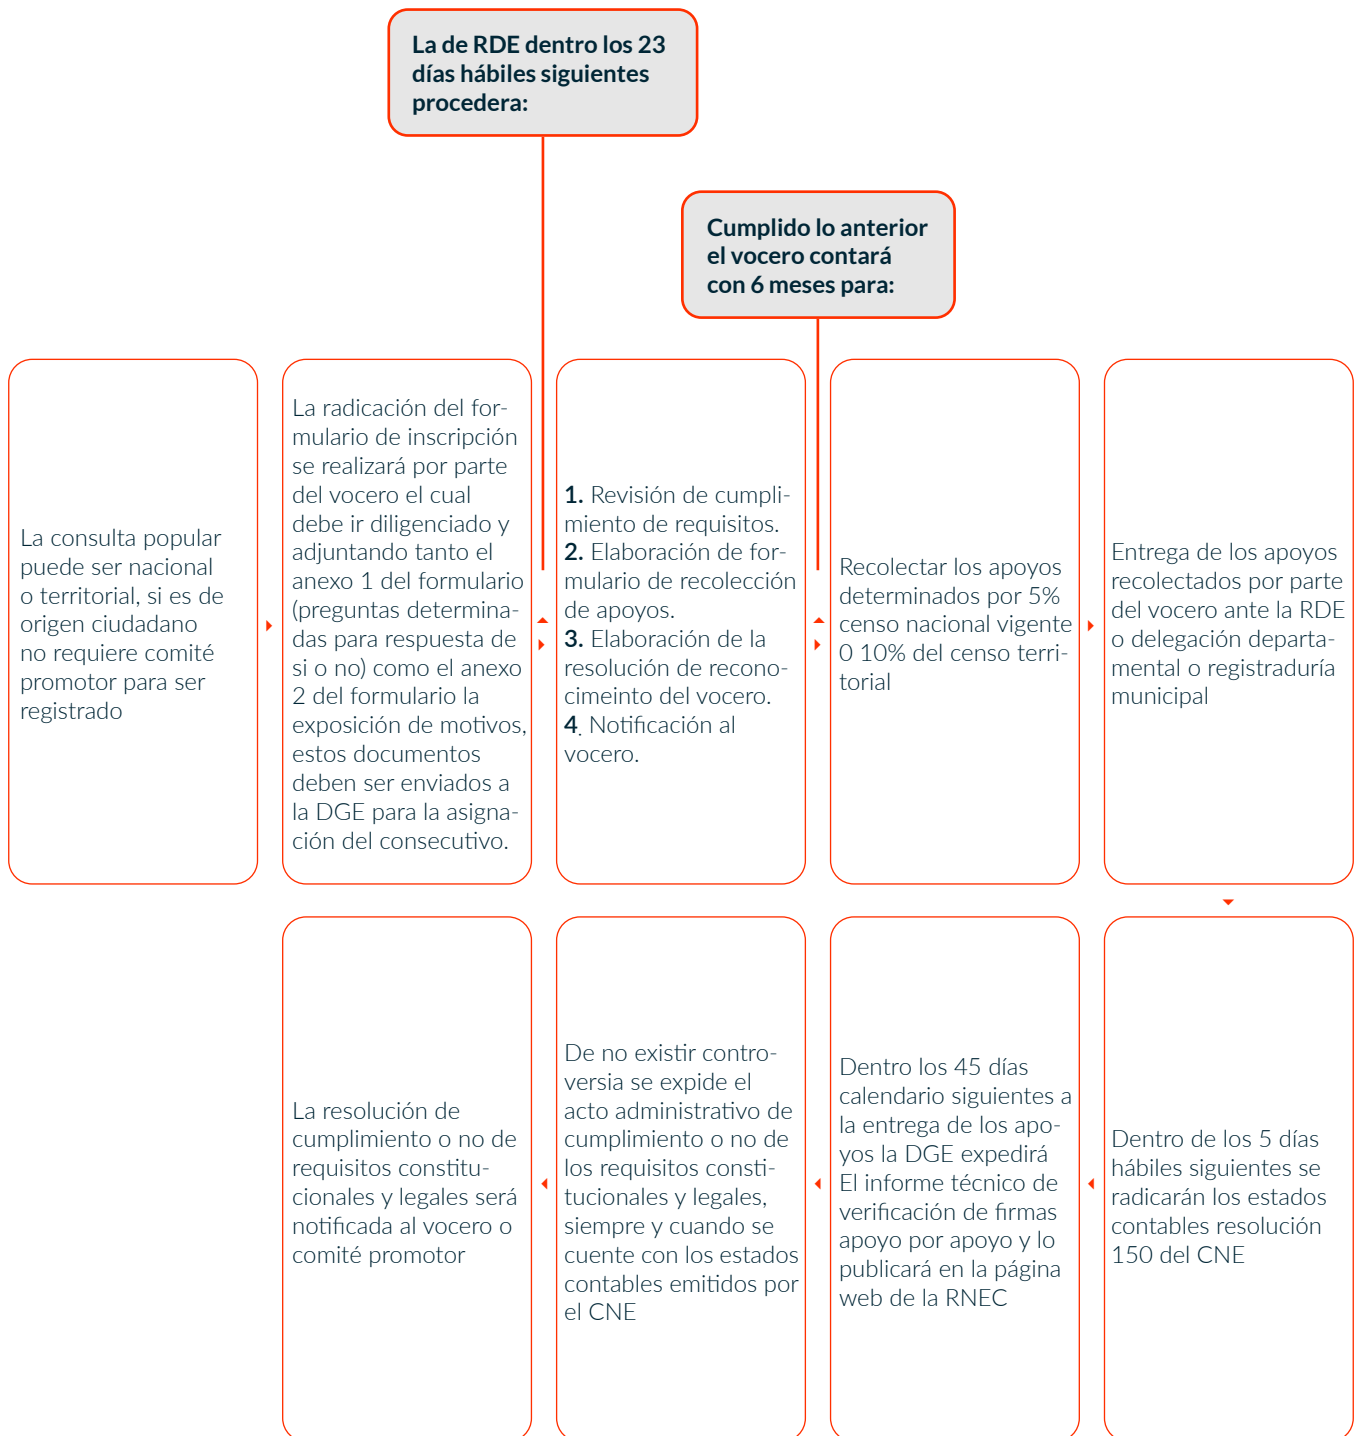 La de RDE dentro los 23
días hábiles siguientes
procedera:
Cumplido lo anterior
el vocero contará
con 6 meses para:
La consulta popular
puede ser nacional
o territorial, si es de
origen ciudadano
no requiere comité
promotor para ser
registrado
La radicación del for-
mulario de inscripción
se realizará por parte
del vocero el cual
debe ir diligenciado y
adjuntando tanto el
anexo 1 del formulario
(preguntas determina-
das para respuesta de
si o no) como el anexo
2 del formulario la
exposición de motivos,
estos documentos
deben ser enviados a
la DGE para la asigna-
ción del consecutivo.
1. Revisión de cumpli-
miento de requisitos.
2. Elaboración de for-
mulario de recolección
de apoyos.
3. Elaboración de la
resolución de recono-
cimeinto del vocero.
4. Notificación al
vocero.
Recolectar los apoyos
determinados por 5%
censo nacional vigente
0 10% del censo terri-
torial
Entrega de los apoyos
recolectados por parte
del vocero ante la RDE
o delegación departa-
mental o registraduría
municipal
Dentro de los 5 días
hábiles siguientes se
radicarán los estados
contables resolución
150 del CNE
Dentro los 45 días
calendario siguientes a
la entrega de los apo-
yos la DGE expedirá
El informe técnico de
verificación de firmas
apoyo por apoyo y lo
publicará en la página
web de la RNEC
De no existir contro-
versia se expide el
acto administrativo de
cumplimiento o no de
los requisitos consti-
tucionales y legales,
siempre y cuando se
cuente con los estados
contables emitidos por
el CNE
La resolución de
cumplimiento o no de
requisitos constitu-
cionales y legales será
notificada al vocero o
comité promotor